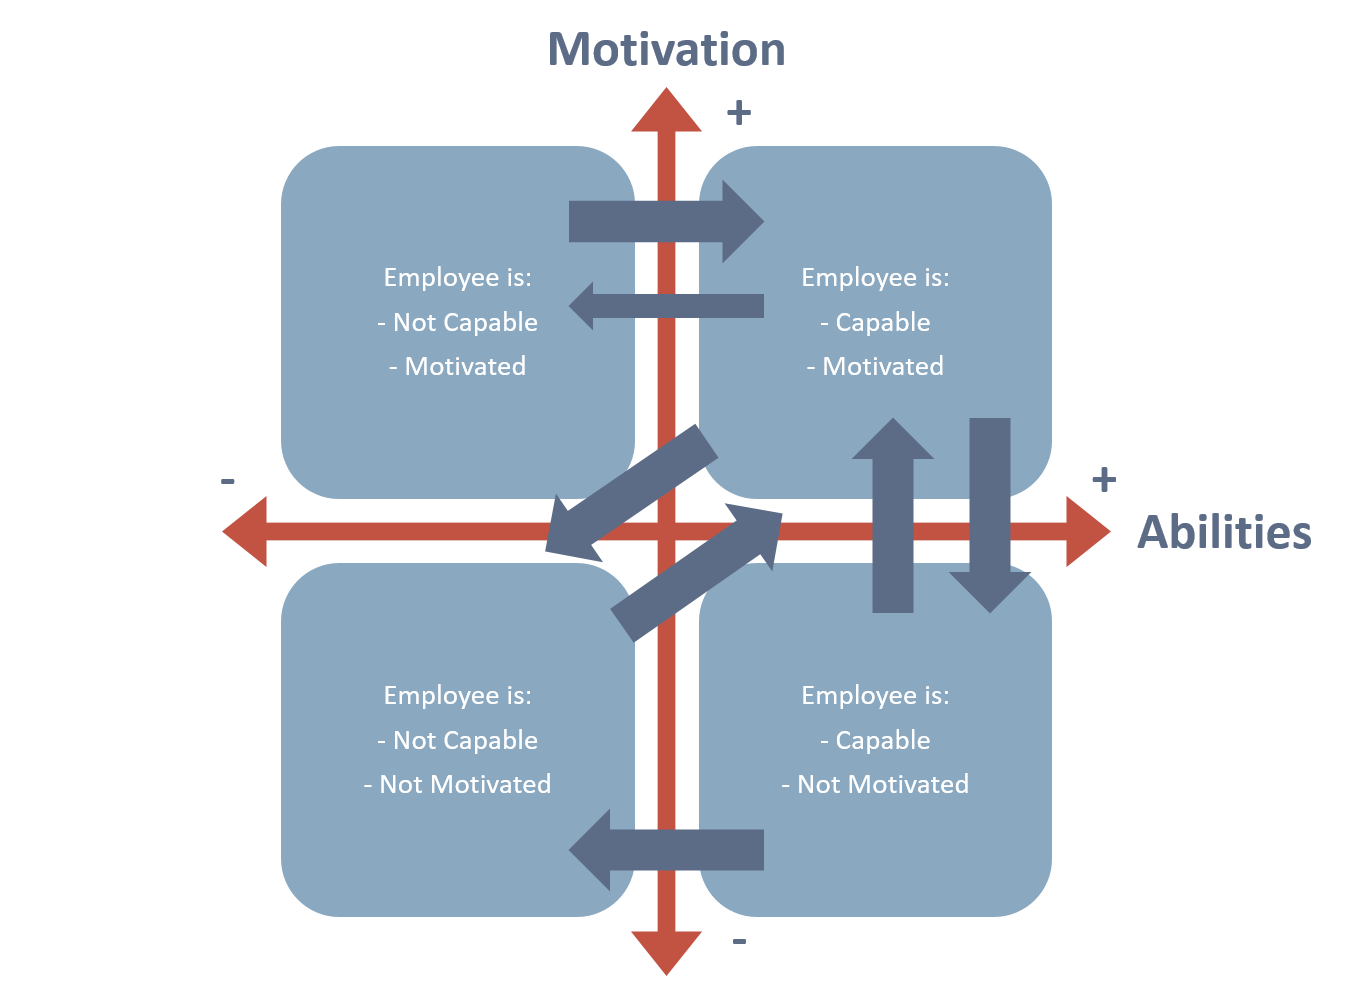 Motivation
+
Employee is:
- Not Capable
- Motivated
Employee is:
- Capable
- Motivated
-
+
Abilities
Employee is:
- Not Capable
- Not Motivated
Employee is:
- Capable
- Not Motivated
-